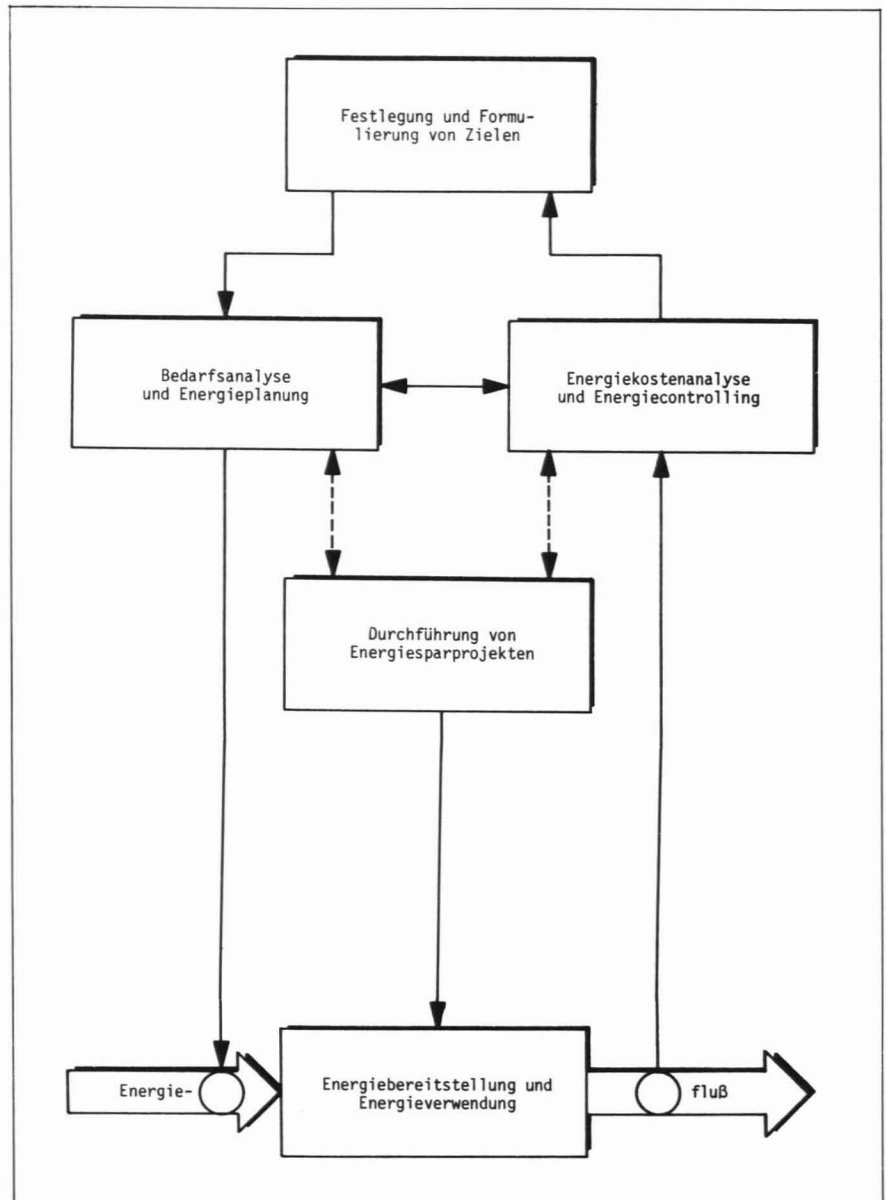 Festlegung und Formu-
lierung von Zielen
Bedarfsanalyse
und Energieplanung
Energiekostenanalyse
und Energiecontrolling
Durchführung von
Energiesparprojekten
Energie-
Energiebereitstellung und
Energieverwendung
fluß